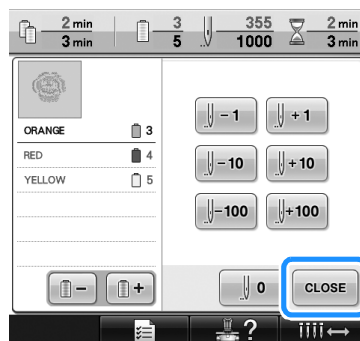 2 min 3 355 2 min
3 min 5 1000 3 min
ORANGE 3
RED 4
YELLOW 5
-1 +1
-10 +10
-100 +100
- + 0 CLOSE
?